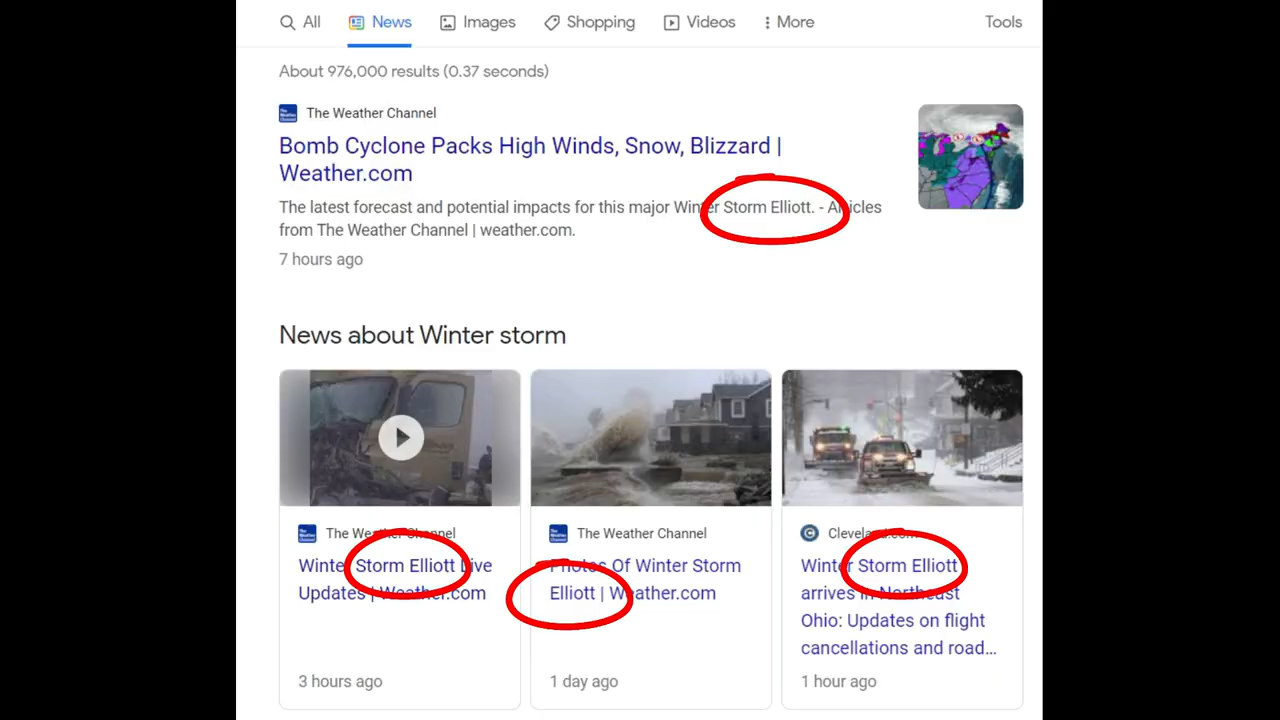 All News Images Shopping Videos More Tools
About 976,000 results (0.37 seconds)
The Weather Channel
Bomb Cyclone Packs High Winds, Snow, Blizzard |
Weather.com
The latest forecast and potential impacts for this major Winter Storm Elliott. - Articles
from The Weather Channel | weather.com.
7 hours ago
News about Winter storm
The Weather Channel
Winter Storm Elliott Live
Updates | Weather.com
3 hours ago
The Weather Channel
Photos Of Winter Storm
Elliott | Weather.com
1 day ago
Cleveland.com
Winter Storm Elliott
arrives in Northeast
Ohio: Updates on flight
cancellations and road...
1 hour ago